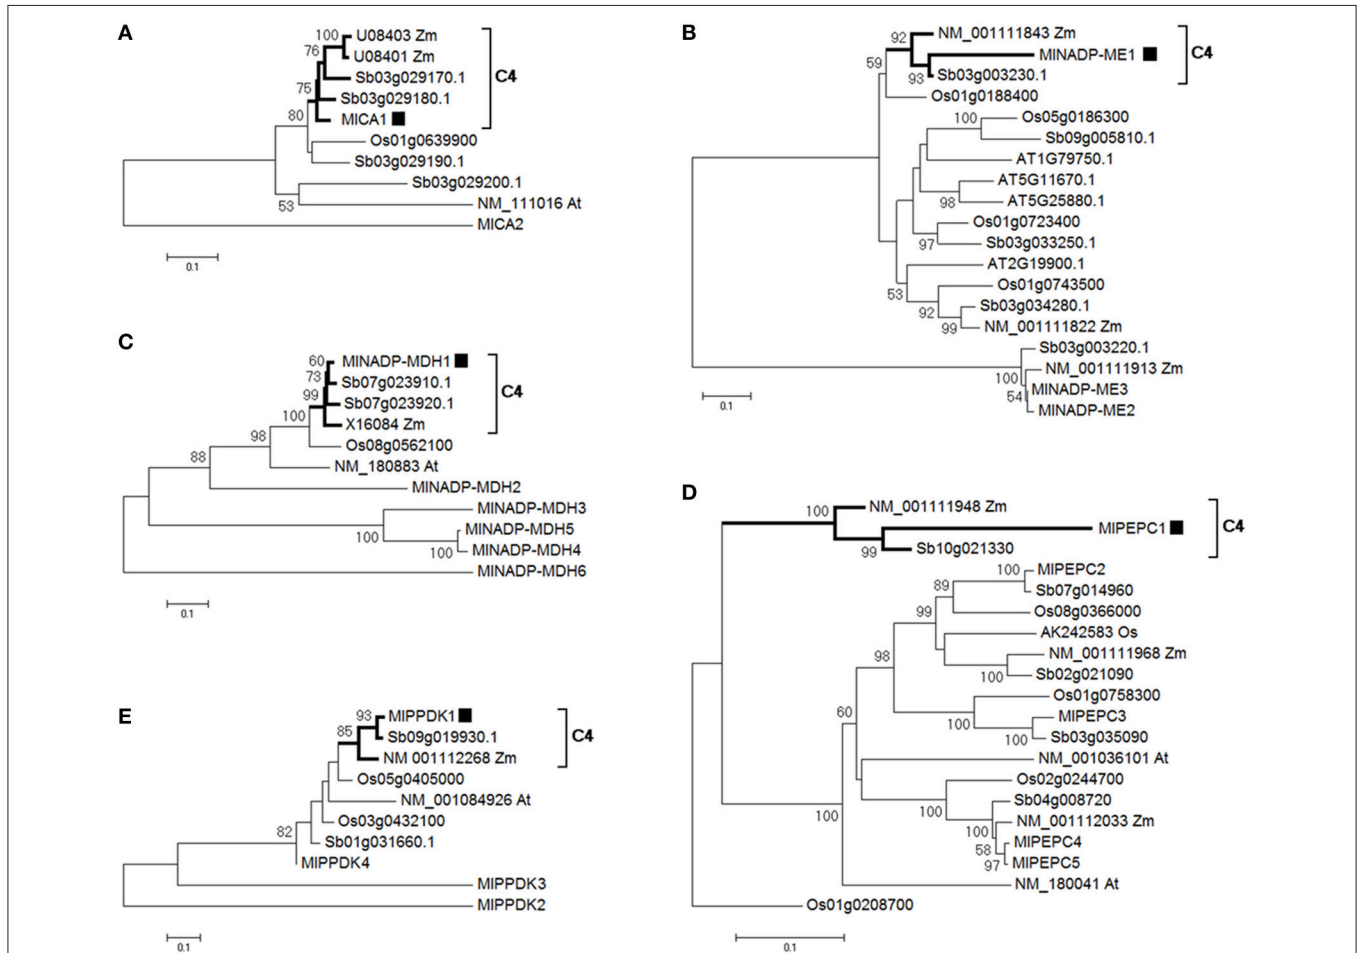 A
100
U08403 Zm
76
U08401 Zm
C4
75
Sb03g029170.1
Sb03g029180.1
80
MICA1
Os01g0639900
Sb03g029190.1
Sb03g029200.1
53
NM_111016 At
MICA2
0.1
B
92
NM_001111843 Zm
59
MINADP-ME1
C4
93
Sb03g003230.1
Os01g0188400
Os05g0186300
100
Sb09g005810.1
AT1G79750.1
AT5G11670.1
98
AT5G25880.1
Os01g0723400
97
Sb03g033250.1
AT2G19900.1
53
Os01g0743500
92
Sb03g034280.1
99
NM_001111822 Zm
Sb03g003220.1
100
NM_001111913 Zm
54
MINADP-ME3
MINADP-ME2
0.1
C
60
MINADP-MDH1
73
Sb07g023910.1
C4
99
Sb07g023920.1
100
X16084 Zm
98
Os08g0562100
88
NM_180883 At
MINADP-MDH2
MINADP-MDH3
MINADP-MDH5
100
100
MINADP-MDH4
MINADP-MDH6
0.1
D
100
NM_001111948 Zm
MIPEPC1
C4
99
Sb10g021330
100
MIPEPC2
89
Sb07g014960
99
Os08g0366000
AK242583 Os
98
NM_001111968 Zm
100
Sb02g021090
Os01g0758300
60
100
MIPEPC3
100
Sb03g035090
NM_001036101 At
Os02g0244700
100
Sb04g008720
100
NM_001112033 Zm
100
58
MIPEPC4
97
MIPEPC5
NM_180041 At
Os01g0208700
0.1
E
93
MIPPDK1
85
Sb09g019930.1
C4
NM 001112268 Zm
Os05g0405000
NM_001084926 At
82
Os03g0432100
Sb01g031660.1
MIPPDK4
MIPPDK3
MIPPDK2
0.1